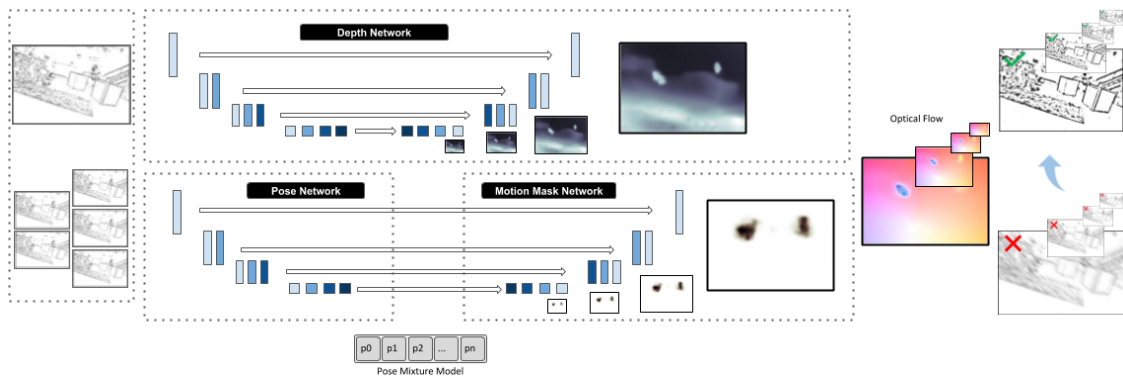 Depth Network
Optical Flow
Pose Network
Motion Mask Network
p0 p1 p2 ... pn
Pose Mixture Model